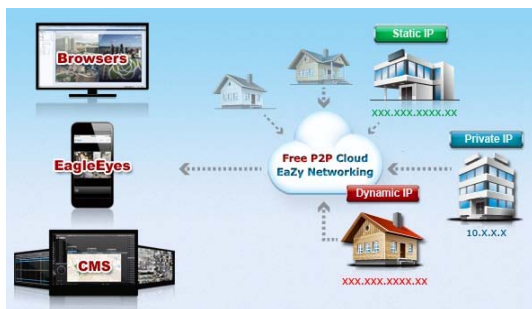 Browsers
Static IP
XXX.XXX.XXXX.XX
EagleEyes
Free P2P Cloud
EaZy Networking
Private IP
10.X.X.X
Dynamic IP
XXX.XXX.XXXX.XX
CMS